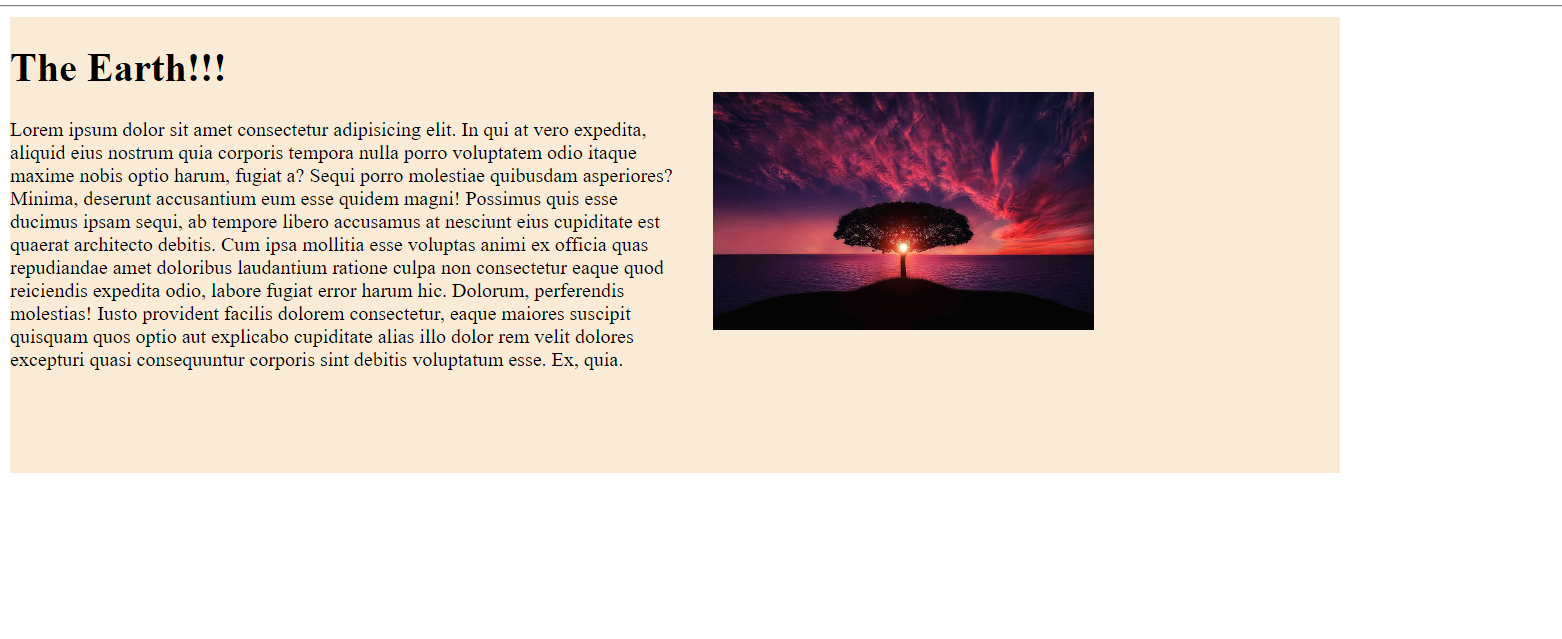 The Earth!!!
Lorem ipsum dolor sit amet consectetur adipisicing elit. In qui at vero expedita,
aliquid eius nostrum quia corporis tempora nulla porro voluptatem odio itaque
maxime nobis optio harum, fugiat a? Sequi porro molestiae quibusdam asperiores?
Minima, deserunt accusantium eum esse quidem magni! Possimus quis esse
ducimus ipsam sequi, ab tempore libero accusamus at nesciunt eius cupiditate est
quaerat architecto debitis. Cum ipsa mollitia esse voluptas animi ex officia quas
repudiandae amet doloribus laudantium ratione culpa non consectetur eaque quod
reiciendis expedita odio, labore fugiat error harum hic. Dolorum, perferendis
molestias! Iusto provident facilis dolorem consectetur, eaque maiores suscipit
quisquam quos optio aut explicabo cupiditate alias illo dolor rem velit dolores
excepturi quasi consequuntur corporis sint debitis voluptatum esse. Ex, quia.